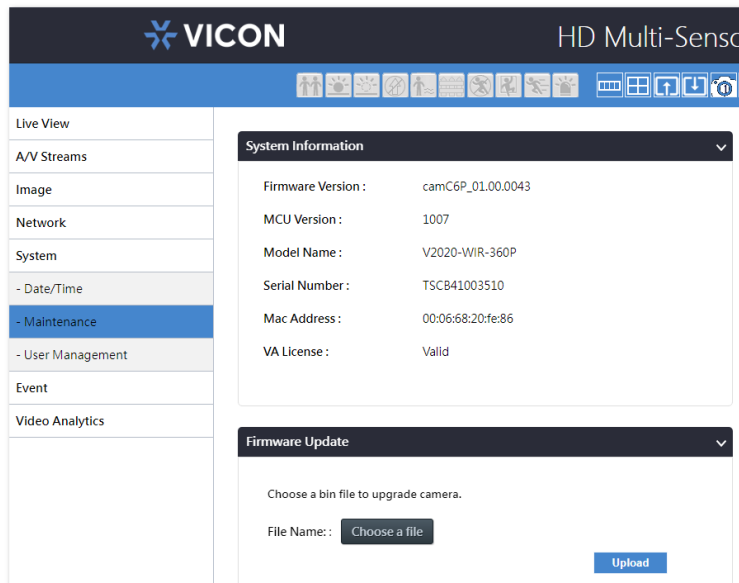 VICON
HD Multi-Senso
Live View
A/V Streams
Image
Network
System
- Date/Time
- Maintenance
- User Management
Event
Video Analytics
System Information
Firmware Version : camC6P_01.00.0043
MCU Version : 1007
Model Name : V2020-WIR-360P
Serial Number : TSCB41003510
Mac Address : 00:06:68:20:fe:86
VA License : Valid
Firmware Update
Choose a bin file to upgrade camera.
File Name: : Choose a file
Upload